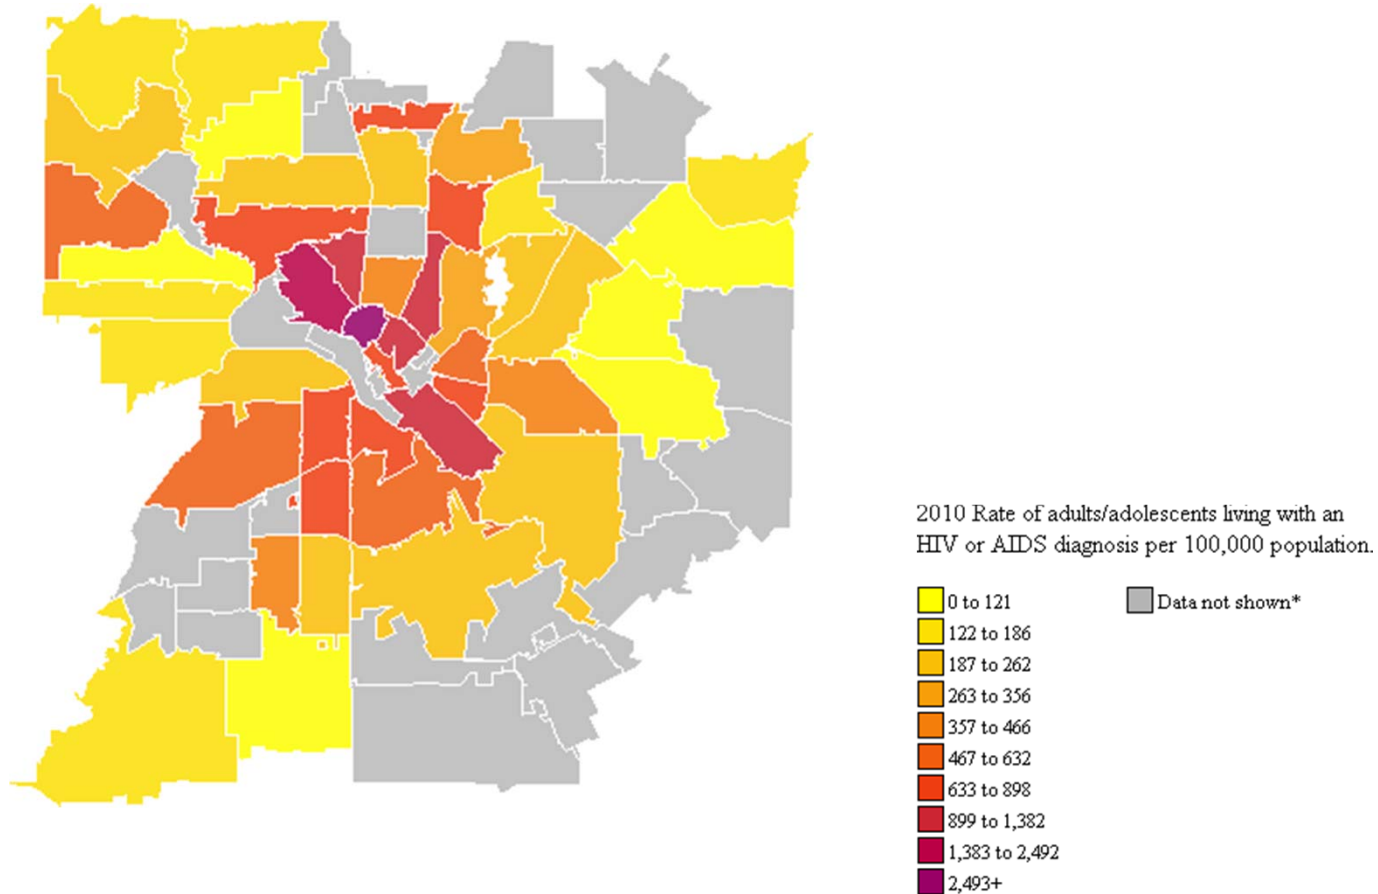 2010 Rate of adults/adolescents living with an
HIV or AIDS diagnosis per 100,000 population.
0 to 121
Data not shown*
122 to 186
187 to 262
263 to 356
357 to 466
467 to 632
633 to 898
899 to 1,382
1,383 to 2,492
2,493+